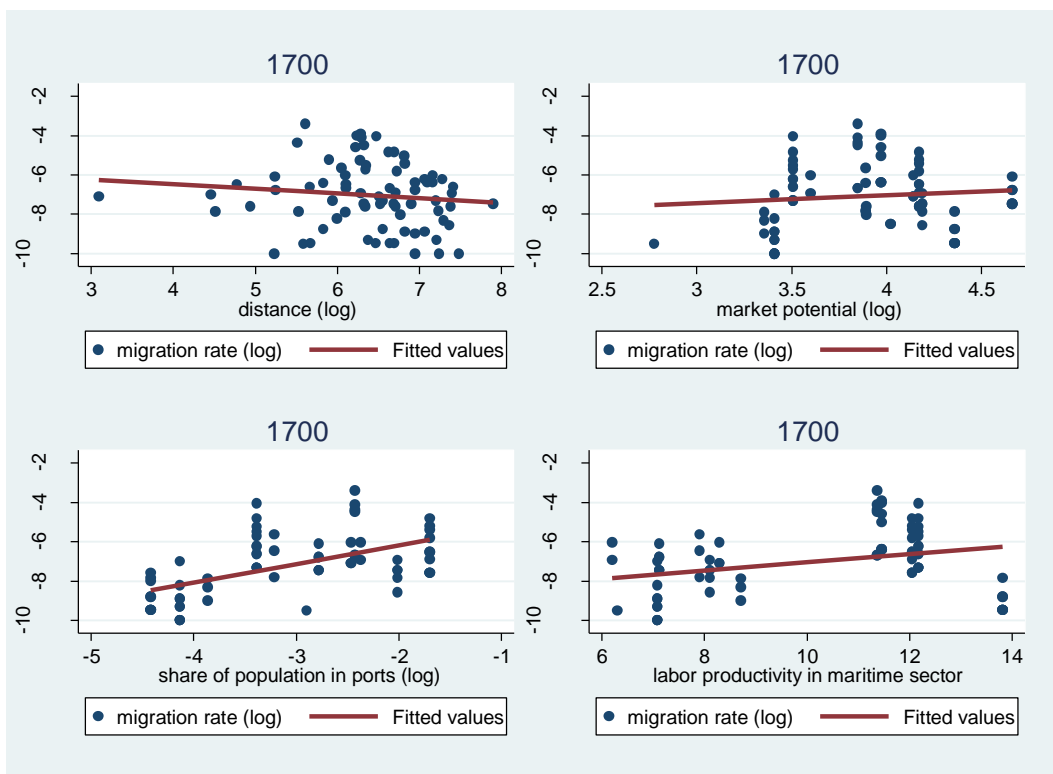 1700
-2
-4
-6
-8
-10
3 4 5 6 7 8
distance (log)
migration rate (log) Fitted values
1700
-2
-4
-6
-8
-10
2.5 3 3.5 4 4.5
market potential (log)
migration rate (log) Fitted values
1700
-2
-4
-6
-8
-10
-5 -4 -3 -2 -1
share of population in ports (log)
migration rate (log) Fitted values
1700
-2
-4
-6
-8
-10
6 8 10 12 14
labor productivity in maritime sector
migration rate (log) Fitted values